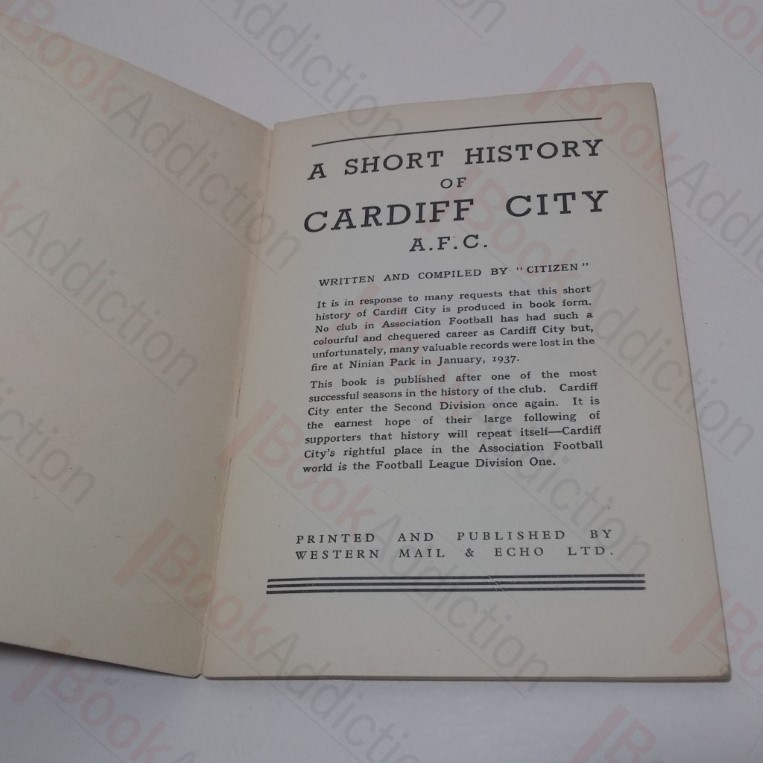 A SHORT HISTORY
OF
CARDIFF CITY
A.F.C.
WRITTEN AND COMPILED BY "CITIZEN"
It is in response to many requests that this short
history of Cardiff City is produced in book form.
No club in Association Football has had such a
colourful and chequered career as Cardiff City but,
unfortunately, many valuable records were lost in the
fire at Ninian Park in January, 1937.
This book is published after one of the most
successful seasons in the history of the club. Cardiff
City enter the Second Division once again. It is
the earnest hope of their large following of
supporters that history will repeat itself—Cardiff
City's rightful place in the Association Football
world is the Football League Division One.
PRINTED AND PUBLISHED BY
WESTERN MAIL & ECHO LTD.
BookAddiction